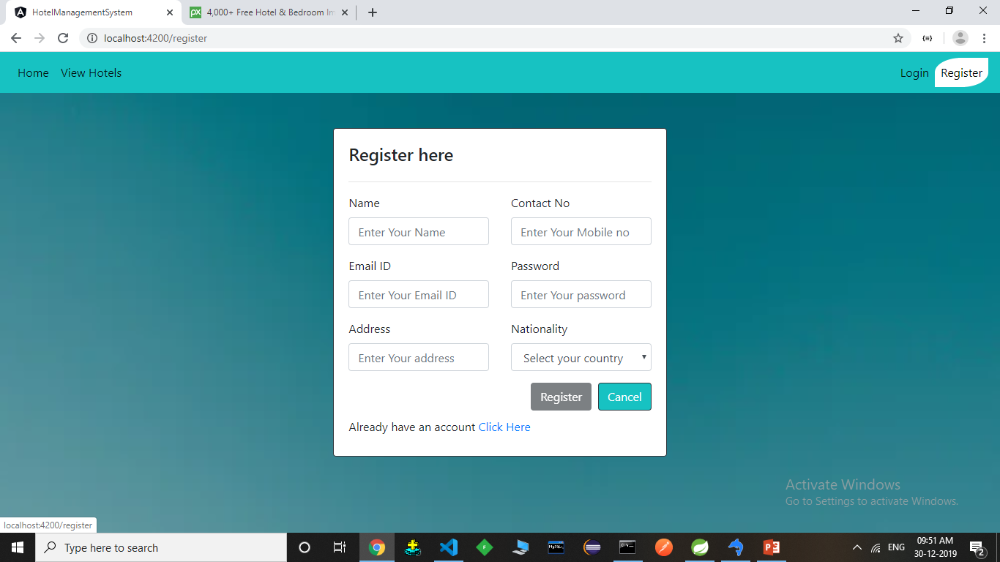 HotelManagementSystem
4,000+ Free Hotel & Bedroom Im
localhost:4200/register
Home View Hotels Login Register
Register here
Name Contact No
Enter Your Name Enter Your Mobile no
Email ID Password
Enter Your Email ID Enter Your password
Address Nationality
Enter Your address Select your country
Register Cancel
Already have an account Click Here
Activate Windows
Go to Settings to activate Windows.
localhost:4200/register
Type here to search
ENG
09:51 AM
30-12-2019
2